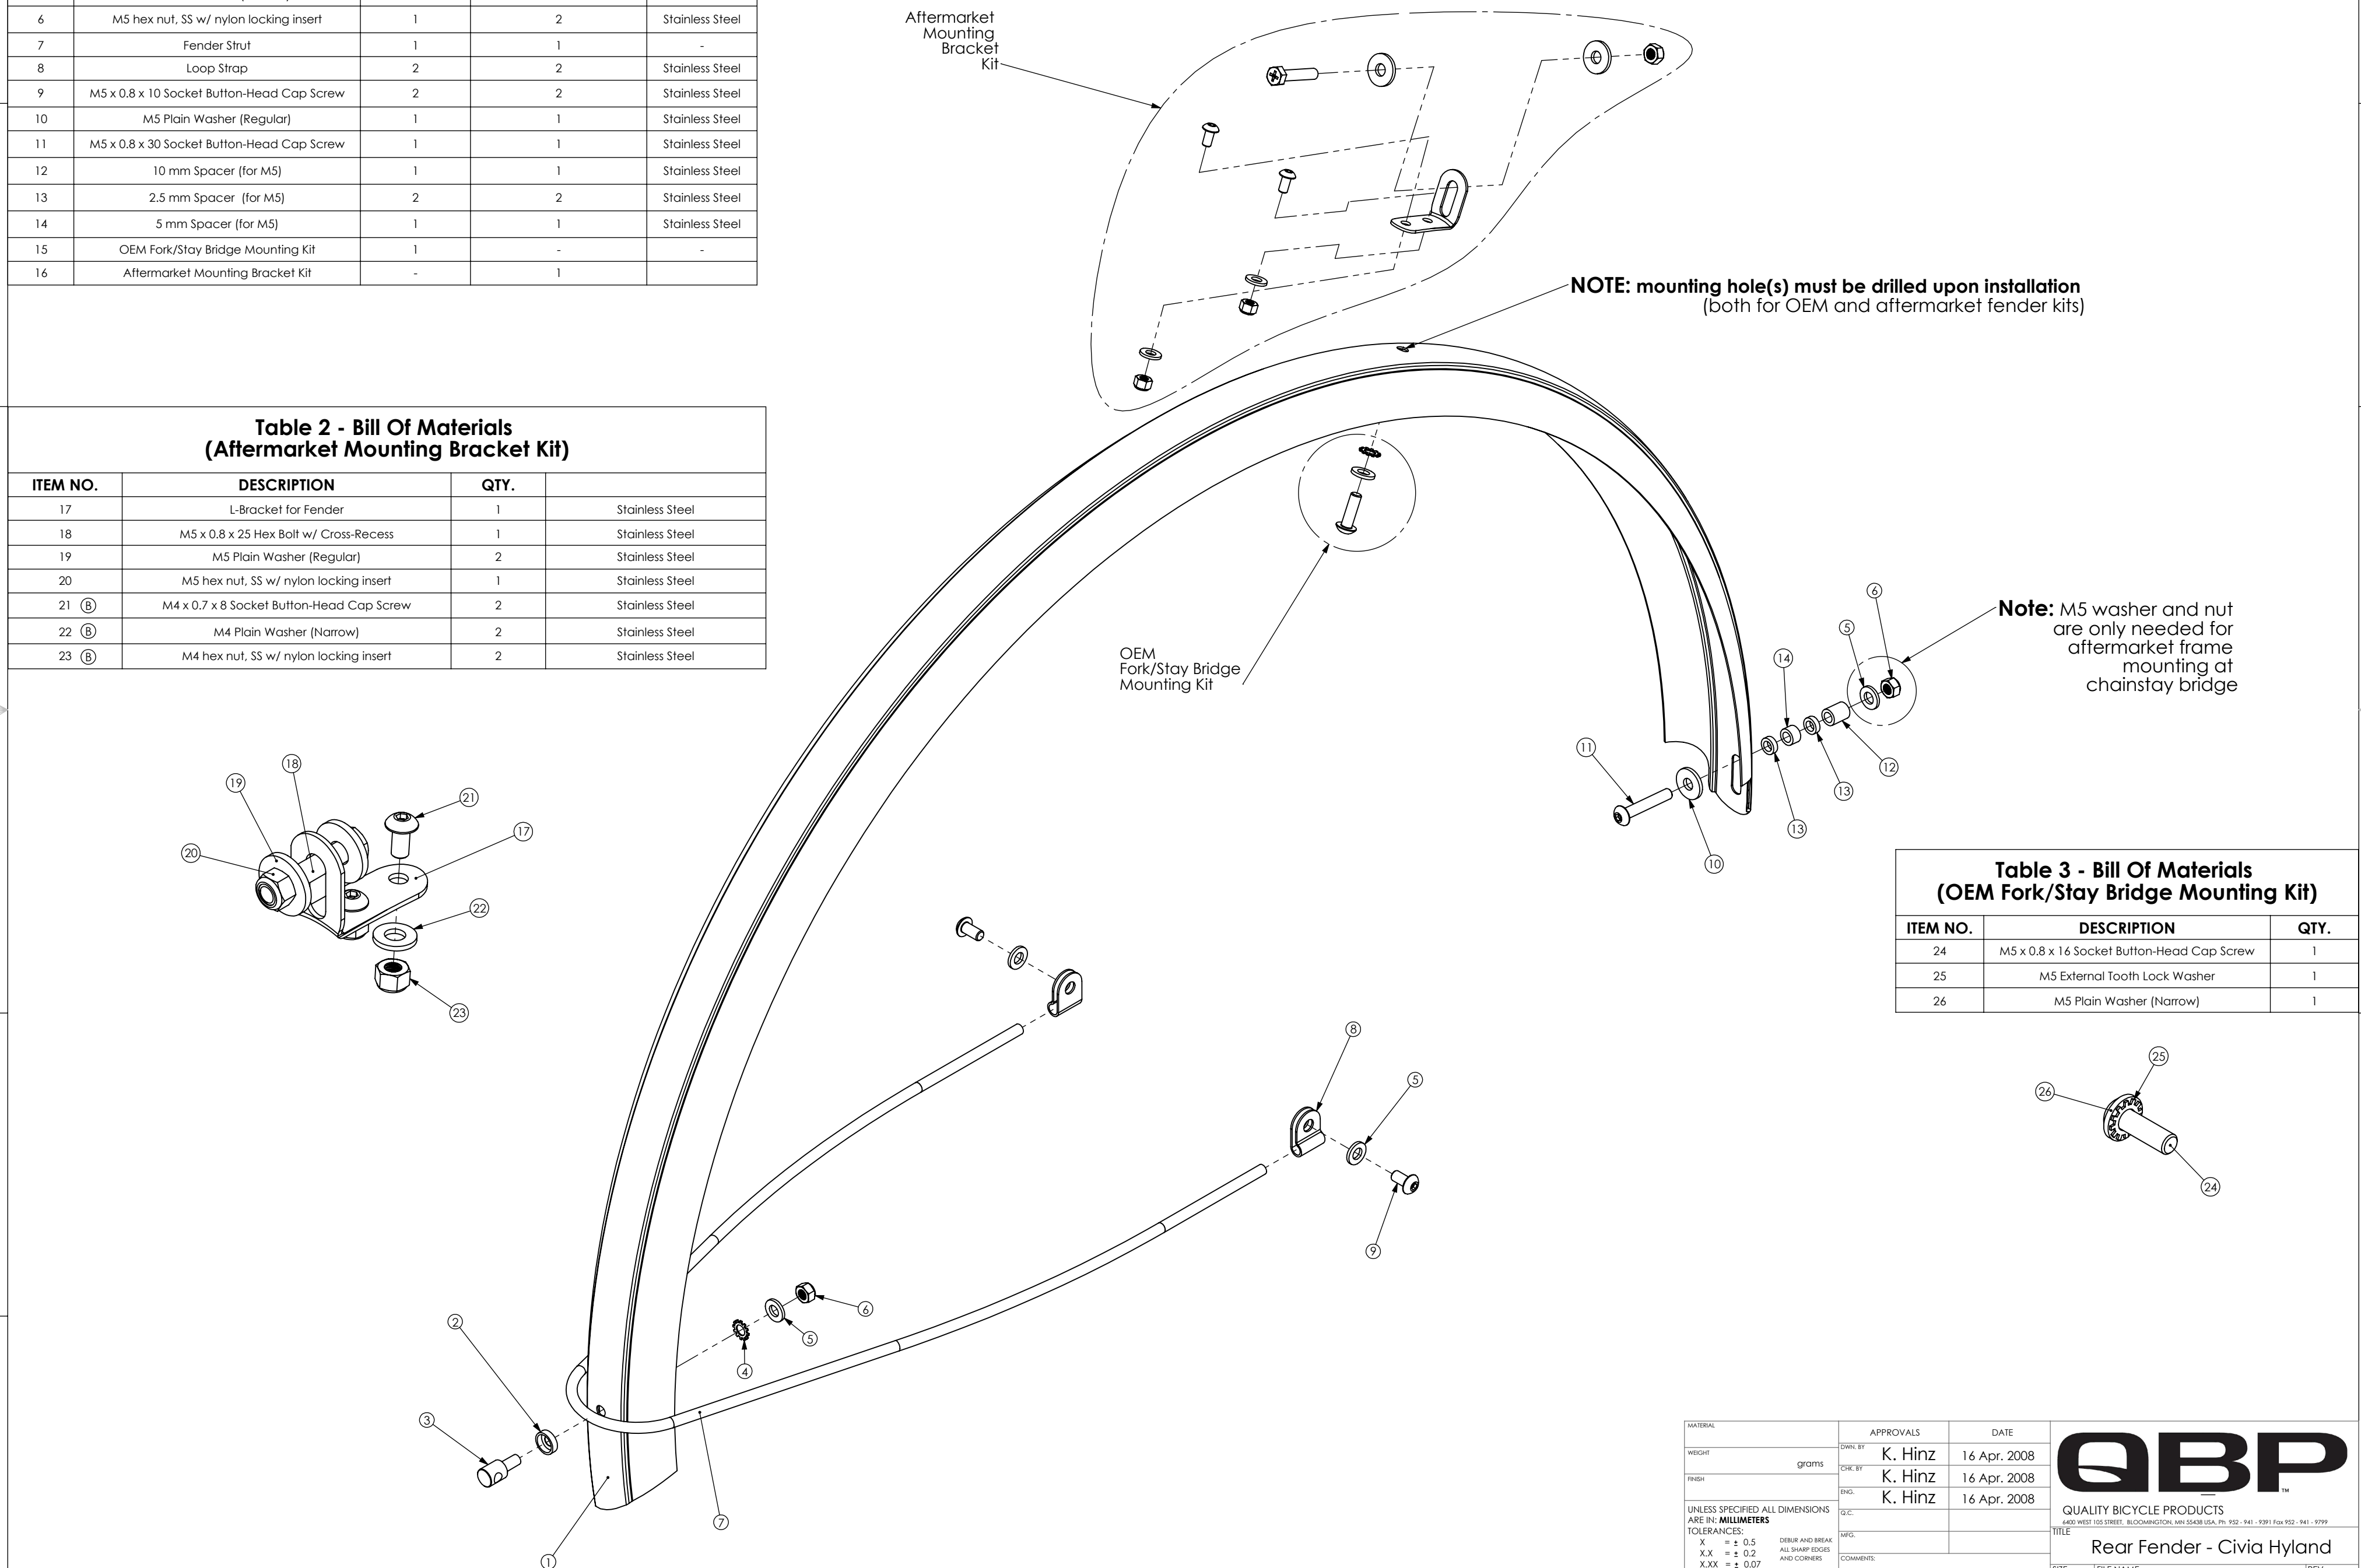 6 M5 hex nut, SS w/ nylon locking insert 1 2 Stainless Steel
7 Fender Strut 1 1 -
8 Loop Strap 2 2 Stainless Steel
9 M5 x 0.8 x 10 Socket Button-Head Cap Screw 2 2 Stainless Steel
10 M5 Plain Washer (Regular) 1 1 Stainless Steel
11 M5 x 0.8 x 30 Socket Button-Head Cap Screw 1 1 Stainless Steel
12 10 mm Spacer (for M5) 1 1 Stainless Steel
13 2.5 mm Spacer (for M5) 2 2 Stainless Steel
14 5 mm Spacer (for M5) 1 1 Stainless Steel
15 OEM Fork/Stay Bridge Mounting Kit 1 - -
16 Aftermarket Mounting Bracket Kit - 1
Aftermarket
Mounting
Bracket
Kit
NOTE: mounting hole(s) must be drilled upon installation
(both for OEM and aftermarket fender kits)
Table 2 - Bill Of Materials
(Aftermarket Mounting Bracket Kit)
ITEM NO. DESCRIPTION QTY.
17 L-Bracket for Fender 1 Stainless Steel
18 M5 x 0.8 x 25 Hex Bolt w/ Cross-Recess 1 Stainless Steel
19 M5 Plain Washer (Regular) 2 Stainless Steel
20 M5 hex nut, SS w/ nylon locking insert 1 Stainless Steel
21 B M4 x 0.7 x 8 Socket Button-Head Cap Screw 2 Stainless Steel
22 B M4 Plain Washer (Narrow) 2 Stainless Steel
23 B M4 hex nut, SS w/ nylon locking insert 2 Stainless Steel
OEM
Fork/Stay Bridge
Mounting Kit
6
5
14
Note: M5 washer and nut
are only needed for
aftermarket frame
mounting at
chainstay bridge
11
12
13
13
10
18
19
21
17
20
22
23
Table 3 - Bill Of Materials
(OEM Fork/Stay Bridge Mounting Kit)
ITEM NO. DESCRIPTION QTY.
24 M5 x 0.8 x 16 Socket Button-Head Cap Screw 1
25 M5 External Tooth Lock Washer 1
26 M5 Plain Washer (Narrow) 1
8
5
9
25
26
24
2
6
5
4
3
7
1
MATERIAL
WEIGHT
grams
FINISH
UNLESS SPECIFIED ALL DIMENSIONS
ARE IN: MILLIMETERS
TOLERANCES:
X = ± 0.5
X.X = ± 0.2
X.XX = ± 0.07
DEBUR AND BREAK
ALL SHARP EDGES
AND CORNERS
APPROVALS DATE
DWN. BY K. Hinz 16 Apr. 2008
CHK. BY K. Hinz 16 Apr. 2008
ENG. K. Hinz 16 Apr. 2008
Q.C.
MFG.
COMMENTS:
QBP
TM
QUALITY BICYCLE PRODUCTS
6400 WEST 105 STREET, BLOOMINGTON, MN 55438 USA, Ph 952 - 941 - 9391 Fax 952 - 941 - 9799
TITLE
Rear Fender - Civia Hyland